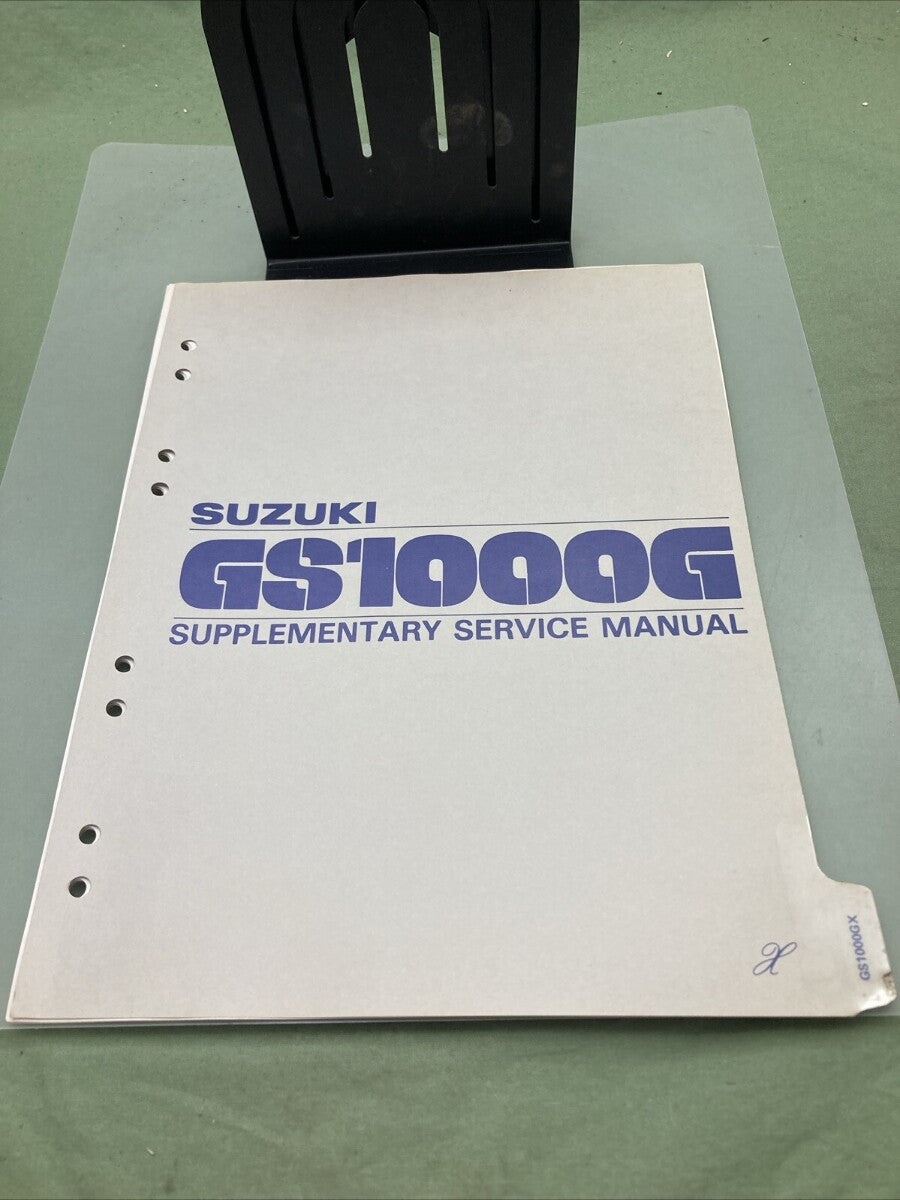 SUZUKI
GS1000G
SUPPLEMENTARY SERVICE MANUAL
X
GS1000GX